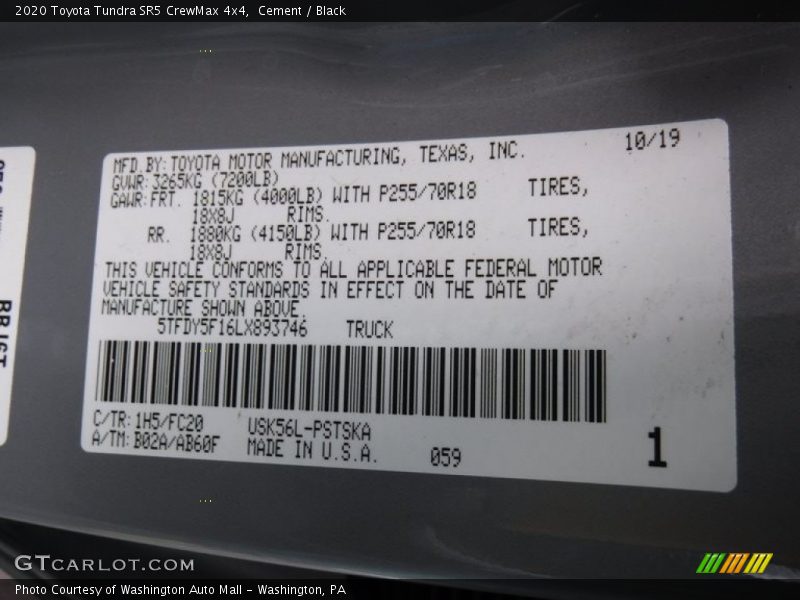 2020 Toyota Tundra SR5 CrewMax 4x4, Cement / Black
MFD.BY:TOYOTA MOTOR MANUFACTURING, TEXAS, INC. 10/19
GVWR:3265KG (7200LB)
GAWR:FRT. 1815KG (4000LB) WITH P255/70R18 TIRES,
18X8J RIMS.
RR. 1880KG (4150LB) WITH P255/70R18 TIRES,
18X8J RIMS.
THIS VEHICLE CONFORMS TO ALL APPLICABLE FEDERAL MOTOR
VEHICLE SAFETY STANDARDS IN EFFECT ON THE DATE OF
MANUFACTURE SHOWN ABOVE.
5TFDY5F16LX893746 TRUCK
C/TR:1H5/FC20 USK56L-PSTSKA
A/TM:B02A/AB60F MADE IN U.S.A. 059 1
GTCARLOT.COM
Photo Courtesy of Washington Auto Mall - Washington, PA